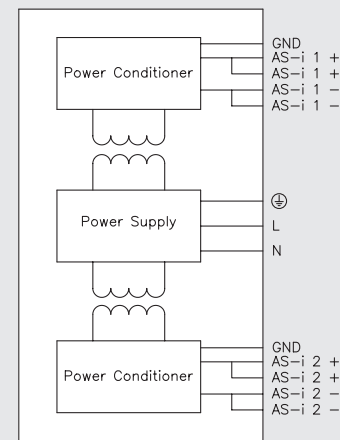 GND
AS-i 1 +
Power Conditioner
AS-i 1 +
AS-i 1 -
AS-i 1 -
Power Supply
L
N
GND
AS-i 2 +
Power Conditioner
AS-i 2 +
AS-i 2 -
AS-i 2 -